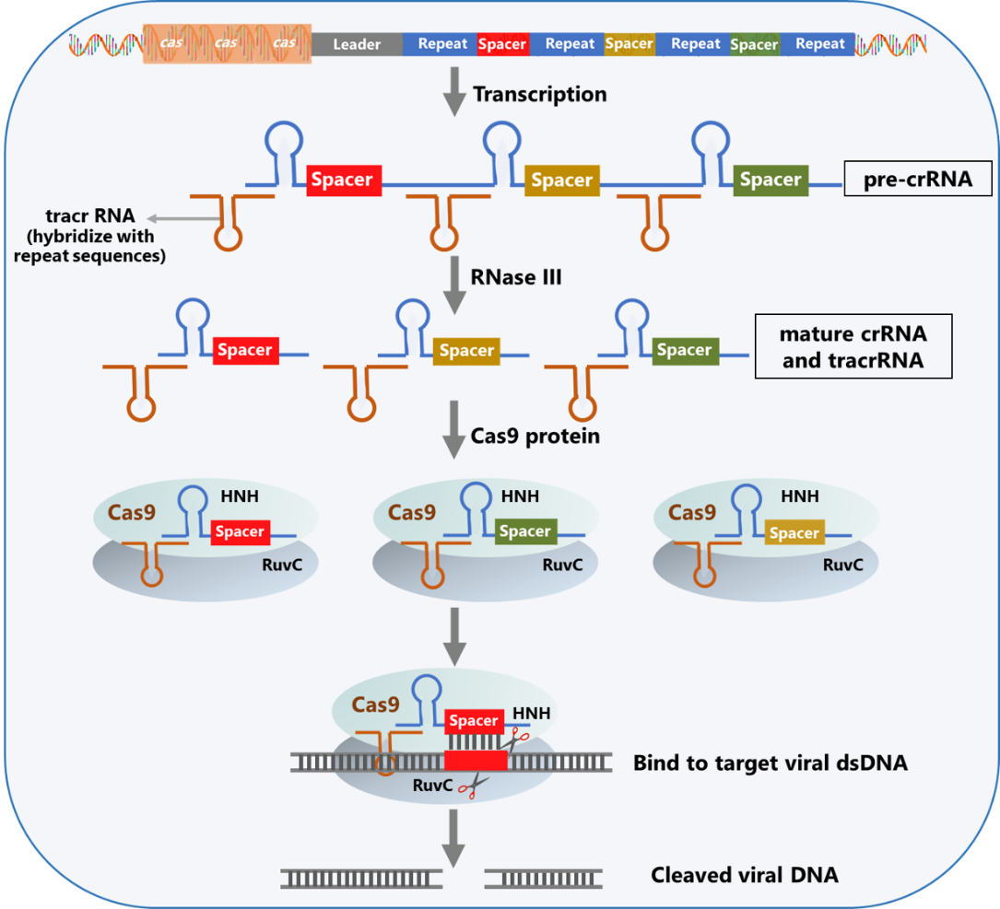 cas cas cas Leader Repeat Spacer Repeat Spacer Repeat Spacer Repeat
Transcription
Spacer Spacer Spacer pre-crRNA
tracr RNA
(hybridize with
repeat sequences)
RNase III
Spacer Spacer Spacer
mature crRNA
and tracrRNA
Cas9 protein
Cas9 HNH Spacer RuvC
Cas9 HNH Spacer RuvC
Cas9 HNH Spacer RuvC
Cas9 Spacer HNH
RuvC
Bind to target viral dsDNA
Cleaved viral DNA